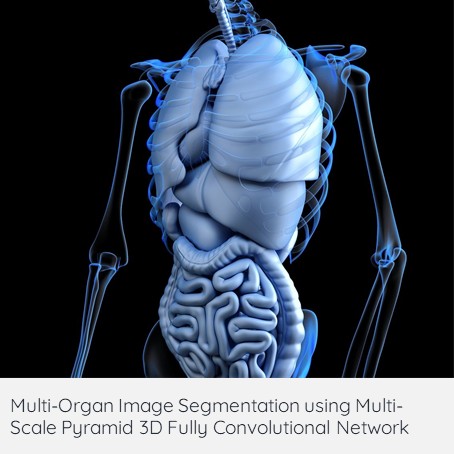 Multi-Organ Image Segmentation using Multi-
Scale Pyramid 3D Fully Convolutional Network